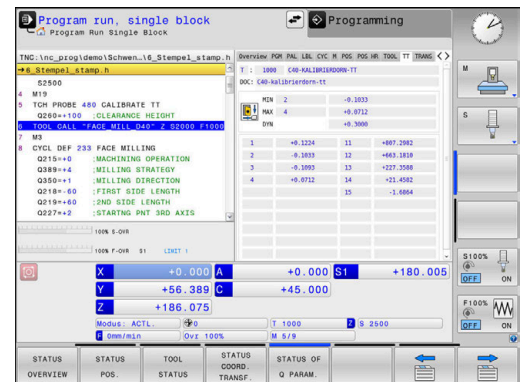 Program run, single block
Program Run Single Block
Programming
TNC:\nc_prog\demo\Schwen…\6_Stempel_stamp.h
→6_Stempel_stamp.h
S2500
4 M19
5 TCH PROBE 480 CALIBRATE TT
Q260=+100 ;CLEARANCE HEIGHT
6 TOOL CALL "FACE_MILL_D40" Z S2000 F1000
7 M3
8 CYCL DEF 233 FACE MILLING
Q215=+0 ;MACHINING OPERATION
Q389=+4 ;MILLING STRATEGY
Q350=+1 ;MILLING DIRECTION
Q218=-60 ;FIRST SIDE LENGTH
Q219=+60 ;2ND SIDE LENGTH
Q227=+2 ;STARTNG PNT 3RD AXIS
100% S-OVR
100% F-OVR S1 LIMIT 1
Overview PGM PAL LBL CYC M POS POS HR TOOL TT TRANS
T : 1000 C40-KALIBRIERDORN-TT
DOC: C40-kalibrierdorn-tt
MIN 2 -0.1033
MAX 4 +0.0712
DYN +0.3000
1 +0.1224 11 +807.2982
2 -0.1033 12 +663.1810
3 -0.1093 13 +227.3588
4 +0.0712 14 +21.4582
15 -1.6864
X +0.000 A +0.000 S1 +180.005
Y +56.389 C +45.000
Z +186.075
Modus: ACTL. 0 T 1000 Z S 2500
F 0mm/min Ovr 100% M 5/9
M
S
S100%
OFF ON
F100%
OFF ON
STATUS OVERVIEW
STATUS POS.
TOOL STATUS
STATUS COORD. TRANSF.
STATUS OF Q PARAM.